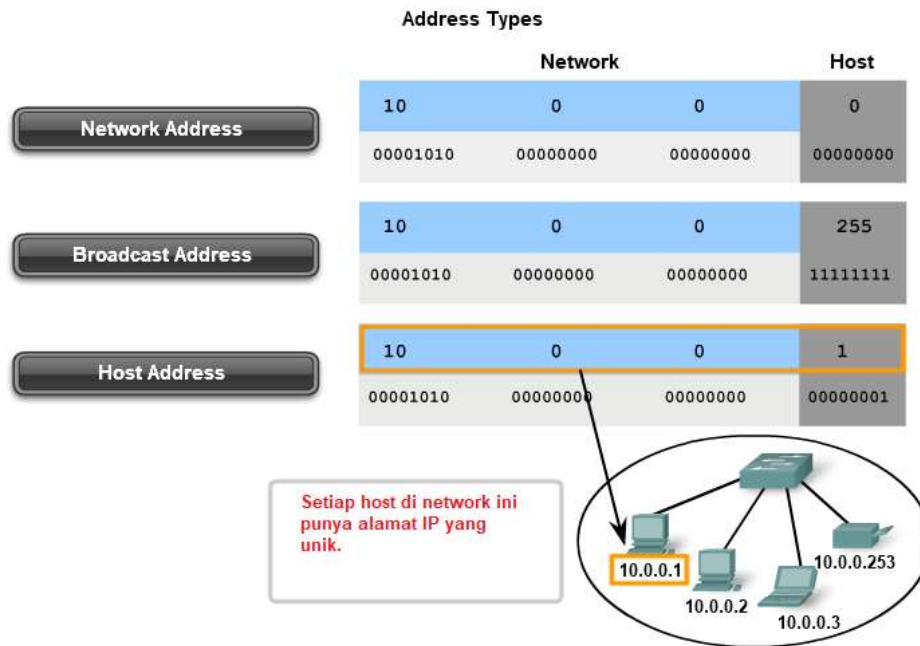 Address Types
Network Host
Network Address
10 0 0 0
00001010 00000000 00000000 00000000
Broadcast Address
10 0 0 255
00001010 00000000 00000000 11111111
Host Address
10 0 0 1
00001010 00000000 00000000 00000001
Setiap host di network ini
punya alamat IP yang
unik.
10.0.0.1
10.0.0.2
10.0.0.3
10.0.0.253